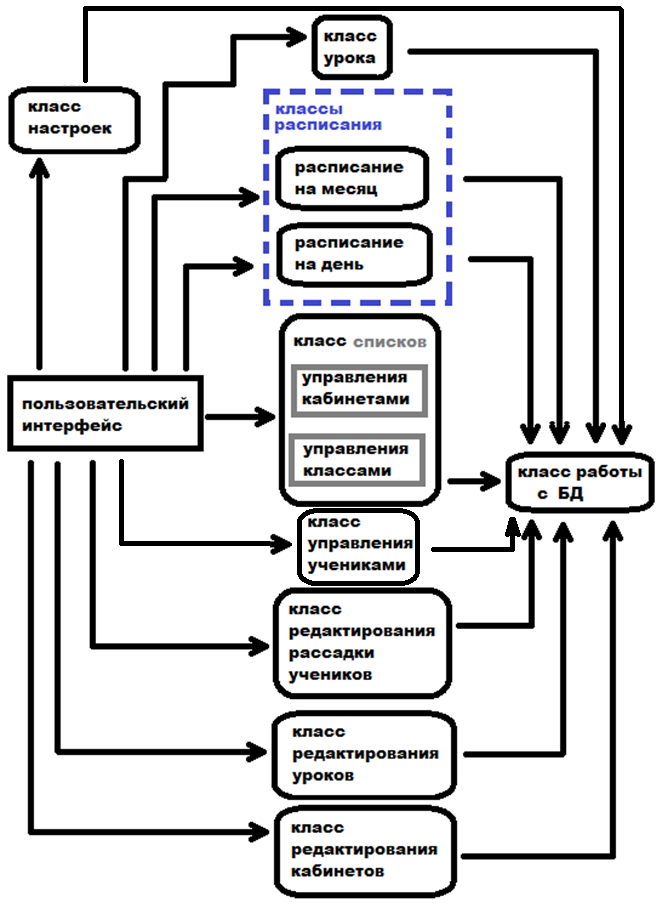 класс
урока
класс
настроек
классы
расписания
расписание
на месяц
расписание
на день
класс списков
управления
кабинетами
управления
классами
пользовательский
интерфейс
класс работы
с БД
класс
управления
учениками
класс
редактирования
рассадки
учеников
класс
редактирования
уроков
класс
редактирования
кабинетов